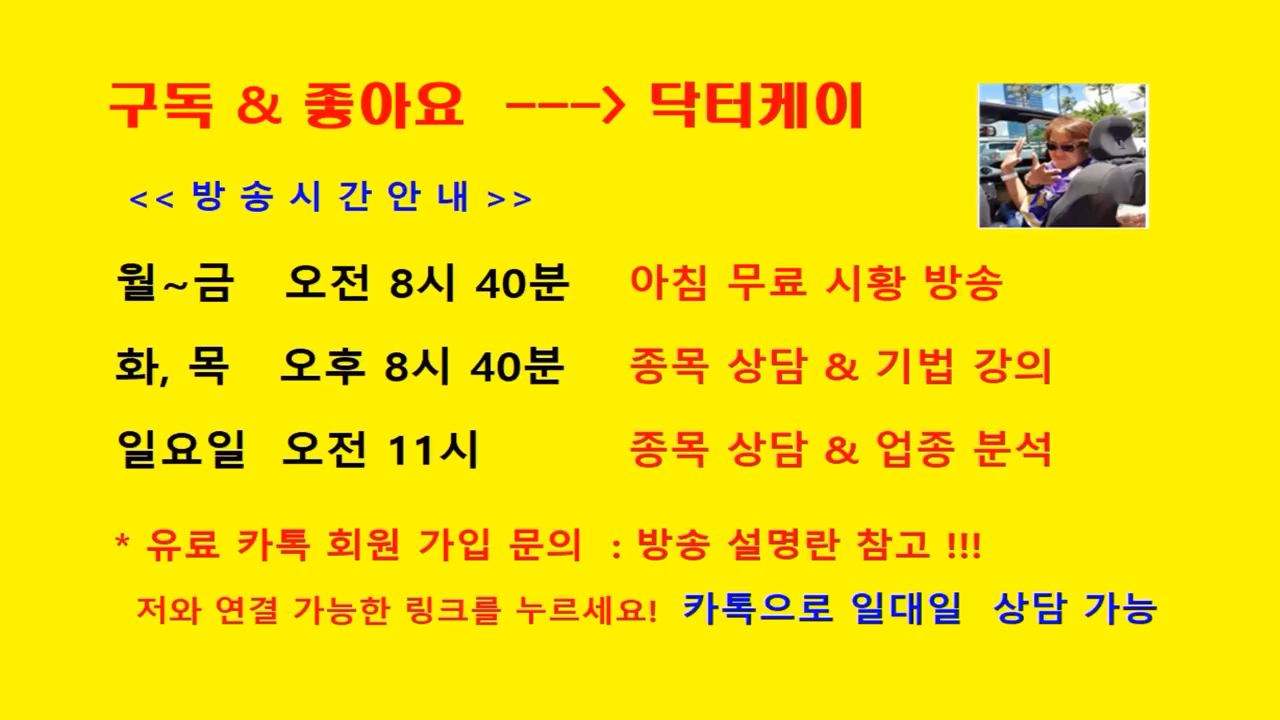 구독 & 좋아요 ---> 닥터케이
<< 방 송 시 간 안 내 >>
월~금 오전 8시 40분 아침 무료 시황 방송
화, 목 오후 8시 40분 종목 상담 & 기법 강의
일요일 오전 11시 종목 상담 & 업종 분석
* 유료 카톡 회원 가입 문의 : 방송 설명란 참고 !!!
저와 연결 가능한 링크를 누르세요! 카톡으로 일대일 상담 가능